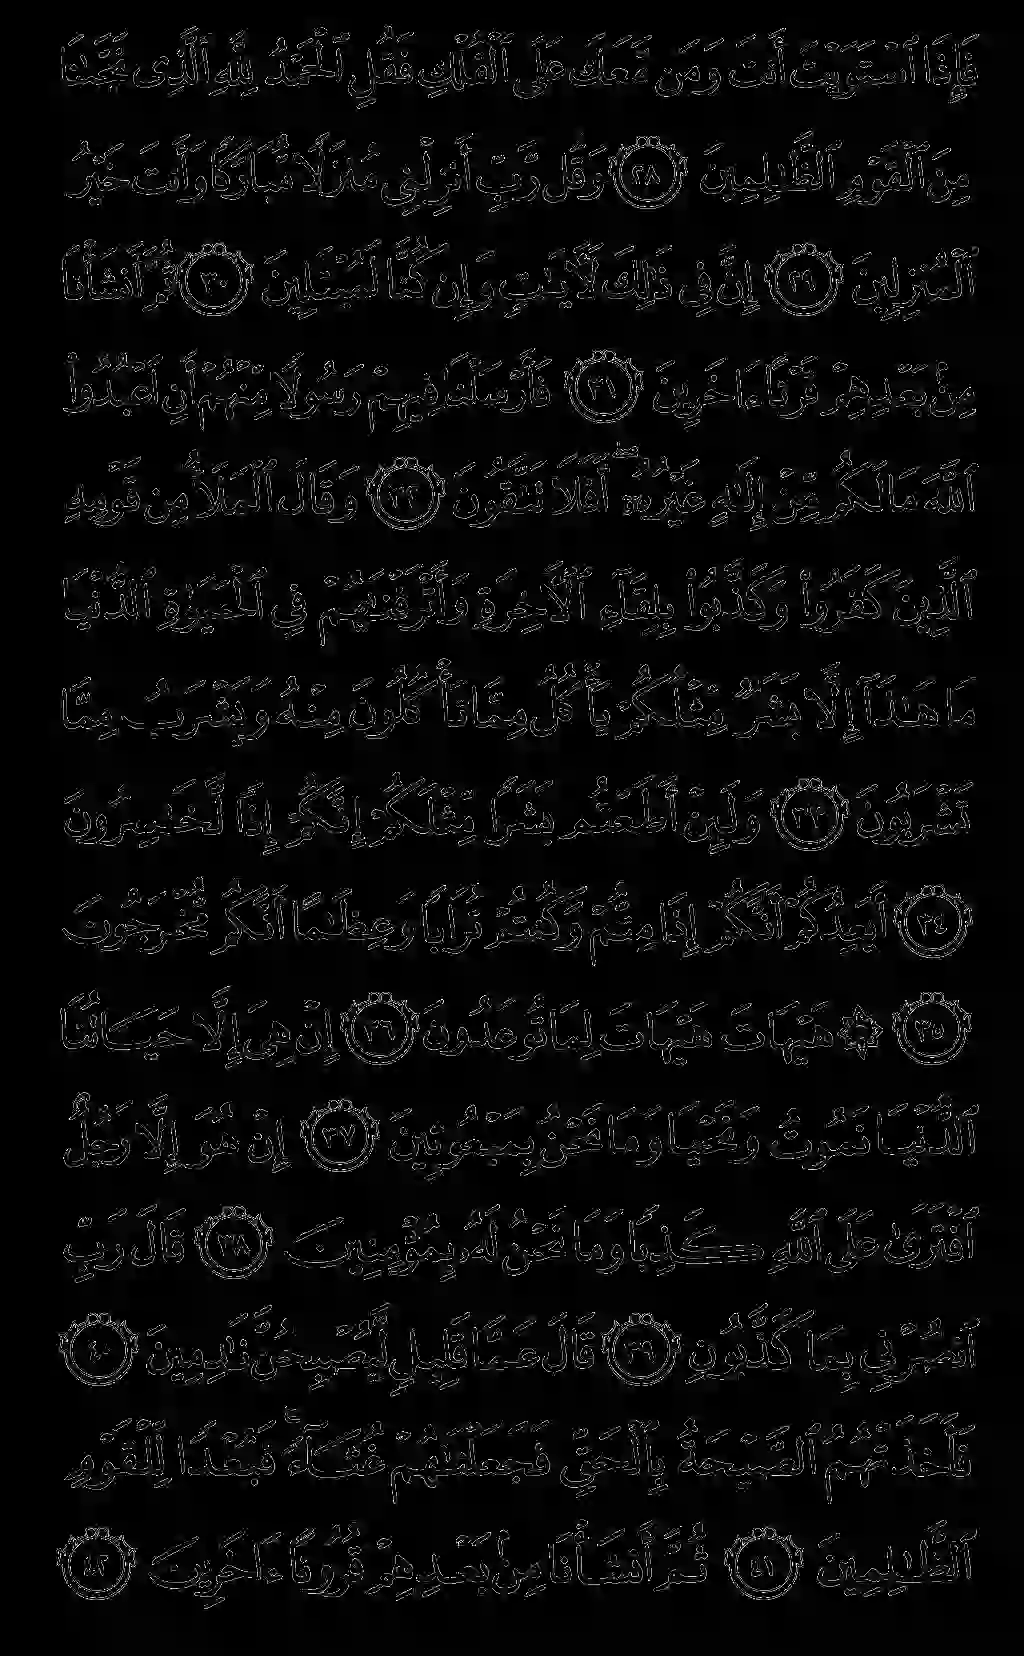 فَإِذَا ٱسْتَوَيْتَ أَنتَ وَمَن مَّعَكَ عَلَى ٱلْفُلْكِ فَقُلِ ٱلْحَمْدُ لِلَّهِ ٱلَّذِى نَجَّىٰنَا
مِنَ ٱلْقَوْمِ ٱلظَّٰلِمِينَ ٢٨ وَقُل رَّبِّ أَنزِلْنِى مُنزَلًا مُّبَارَكًا وَأَنتَ خَيْرُ
ٱلْمُنزِلِينَ ٢٩ إِنَّ فِى ذَٰلِكَ لَءَايَٰتٍ وَإِن كُنَّا لَمُبْتَلِينَ ٣٠ ثُمَّ أَنشَأْنَا
مِنۢ بَعْدِهِمْ قَرْنًا ءَاخَرِينَ ٣١ فَأَرْسَلْنَا فِيهِمْ رَسُولًا مِّنْهُمْ أَنِ ٱعْبُدُوا۟
ٱللَّهَ مَا لَكُم مِّنْ إِلَٰهٍ غَيْرُهُۥٓ ۖ أَفَلَا تَتَّقُونَ ٣٢ وَقَالَ ٱلْمَلَأُ مِن قَوْمِهِ
ٱلَّذِينَ كَفَرُوا۟ وَكَذَّبُوا۟ بِلِقَآءِ ٱلْءَاخِرَةِ وَأَتْرَفْنَٰهُمْ فِى ٱلْحَيَوٰةِ ٱلدُّنْيَا
مَا هَٰذَآ إِلَّا بَشَرٌ مِّثْلُكُمْ يَأْكُلُ مِمَّا تَأْكُلُونَ مِنْهُ وَيَشْرَبُ مِمَّا
تَشْرَبُونَ ٣٣ وَلَئِنْ أَطَعْتُم بَشَرًا مِّثْلَكُمْ إِنَّكُمْ إِذًا لَّخَٰسِرُونَ
٣٤ أَيَعِدُكُمْ أَنَّكُمْ إِذَا مِتُّمْ وَكُنتُمْ تُرَابًا وَعِظَٰمًا أَنَّكُم مُّخْرَجُونَ
٣٥ ۞ هَيْهَاتَ هَيْهَاتَ لِمَا تُوعَدُونَ ٣٦ إِنْ هِىَ إِلَّا حَيَاتُنَا
ٱلدُّنْيَا نَمُوتُ وَنَحْيَا وَمَا نَحْنُ بِمَبْعُوثِينَ ٣٧ إِنْ هُوَ إِلَّا رَجُلٌ
ٱفْتَرَىٰ عَلَى ٱللَّهِ كَذِبًا وَمَا نَحْنُ لَهُۥ بِمُؤْمِنِينَ ٣٨ قَالَ رَبِّ
ٱنصُرْنِى بِمَا كَذَّبُونِ ٣٩ قَالَ عَمَّا قَلِيلٍ لَّيُصْبِحُنَّ نَٰدِمِينَ ٤٠
فَأَخَذَتْهُمُ ٱلصَّيْحَةُ بِٱلْحَقِّ فَجَعَلْنَٰهُمْ غُثَآءً ۚ فَبُعْدًا لِّلْقَوْمِ
ٱلظَّٰلِمِينَ ٤١ ثُمَّ أَنشَأْنَا مِنۢ بَعْدِهِمْ قُرُونًا ءَاخَرِينَ ٤٢